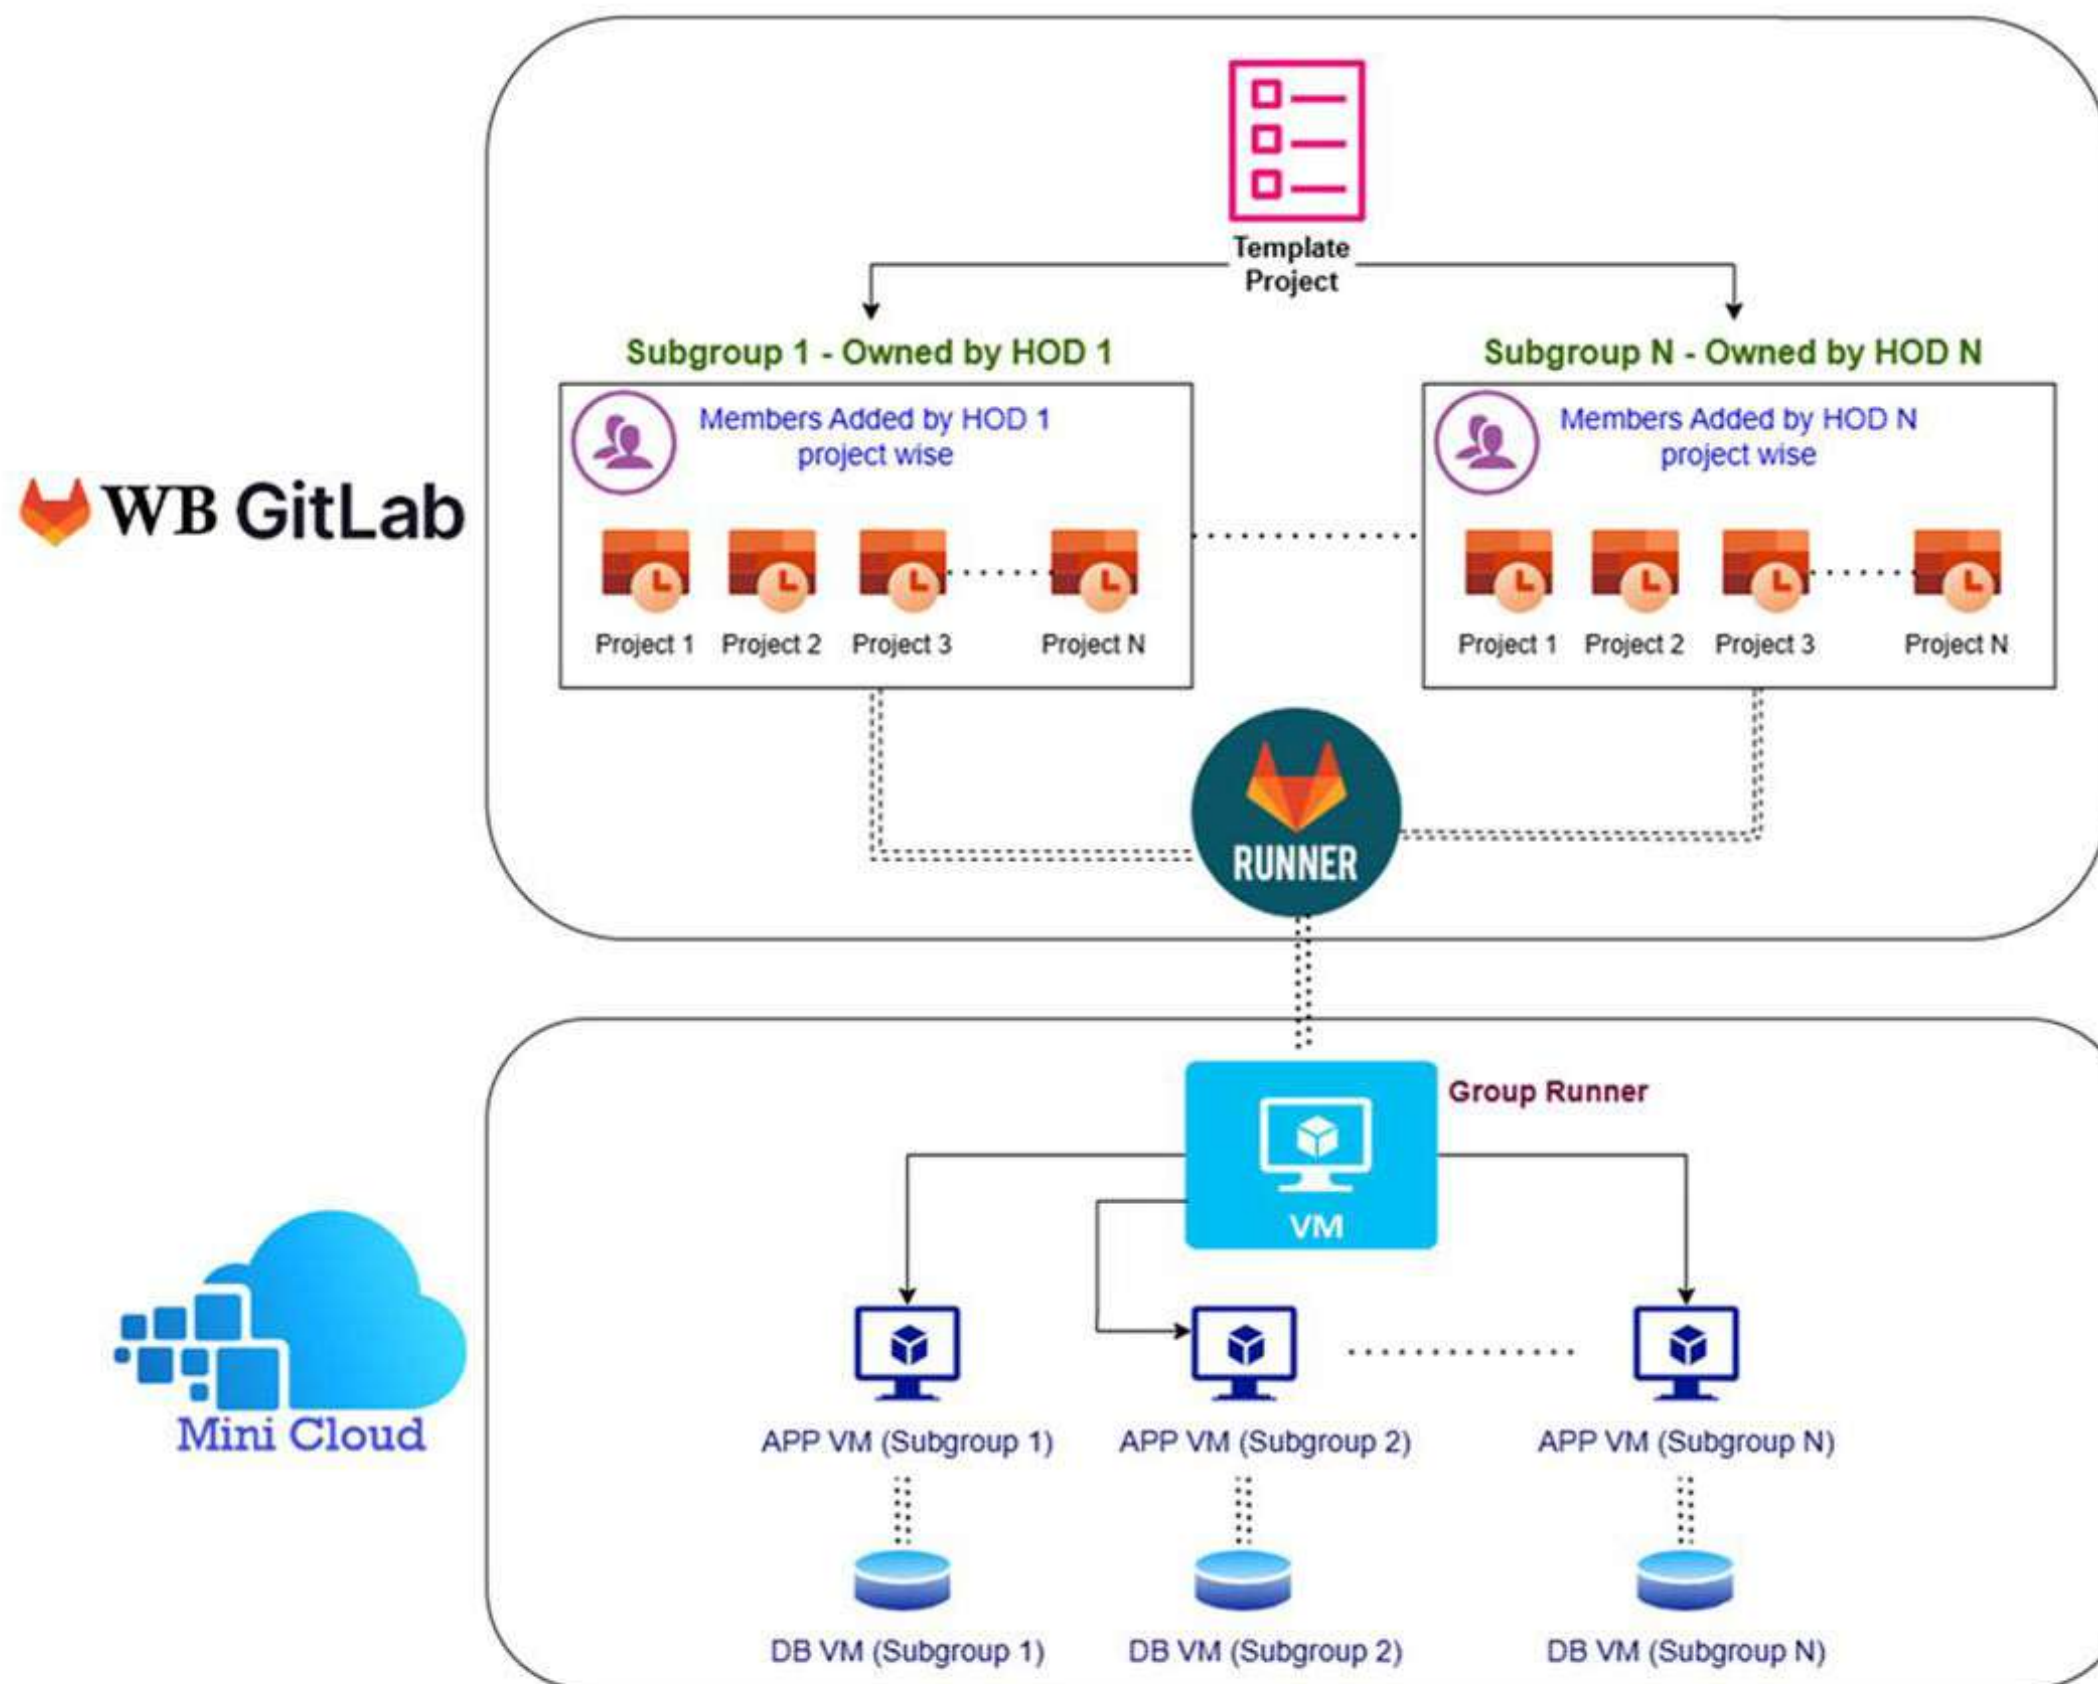 Template
Project
Subgroup 1 - Owned by HOD 1
Subgroup N - Owned by HOD N
Members Added by HOD 1
project wise
Members Added by HOD N
project wise
WB GitLab
Project 1
Project 2
Project 3
Project N
Project 1
Project 2
Project 3
Project N
RUNNER
Group Runner
VM
Mini Cloud
APP VM (Subgroup 1)
APP VM (Subgroup 2)
APP VM (Subgroup N)
DB VM (Subgroup 1)
DB VM (Subgroup 2)
DB VM (Subgroup N)